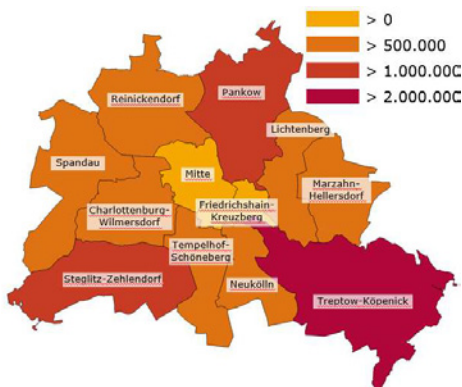 > 0
> 500.000
> 1.000.00
> 2.000.00
Pankow
Reinickendorf
Lichtenberg
Spandau
Mitte
Marzahn-
Hellersdorf
Friedrichshain-
Kreuzberg
Charlottenburg-
Wilmersdorf
Tempelhof-
Schöneberg
Steglitz-Zehlendorf
Neukölln
Treptow-Köpenick